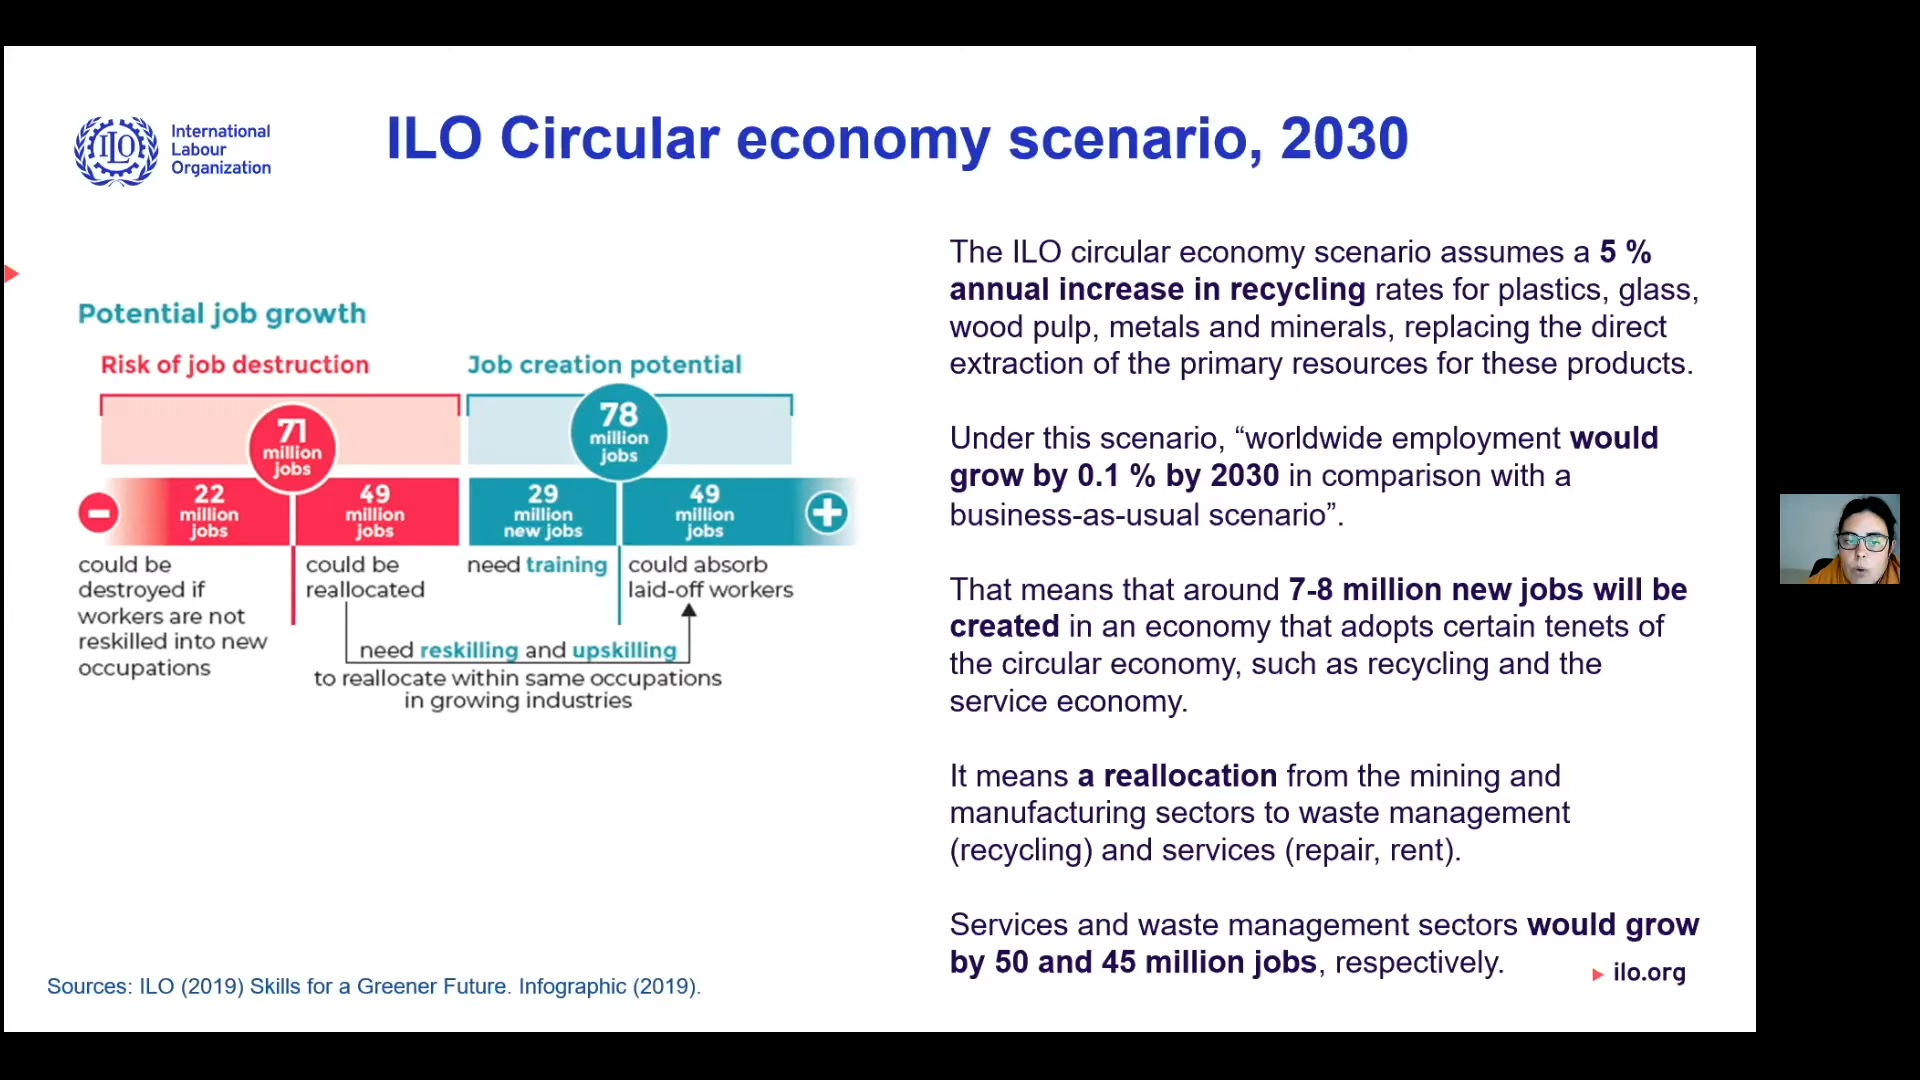 International
Labour
Organization
ILO
ILO Circular economy scenario, 2030
Potential job growth
Risk of job destruction
Job creation potential
71
million
jobs
78
million
jobs
22
million
jobs
49
million
jobs
29
million
new jobs
49
million
jobs
could be
destroyed if
workers are not
reskilled into new
occupations
could be
reallocated
need training
could absorb
laid-off workers
need reskilling and upskilling
to reallocate within same occupations
in growing industries
The ILO circular economy scenario assumes a 5 %
annual increase in recycling rates for plastics, glass,
wood pulp, metals and minerals, replacing the direct
extraction of the primary resources for these products.
Under this scenario, “worldwide employment would
grow by 0.1 % by 2030 in comparison with a
business-as-usual scenario”.
That means that around 7-8 million new jobs will be
created in an economy that adopts certain tenets of
the circular economy, such as recycling and the
service economy.
It means a reallocation from the mining and
manufacturing sectors to waste management
(recycling) and services (repair, rent).
Services and waste management sectors would grow
by 50 and 45 million jobs, respectively.
Sources: ILO (2019) Skills for a Greener Future. Infographic (2019).
ilo.org